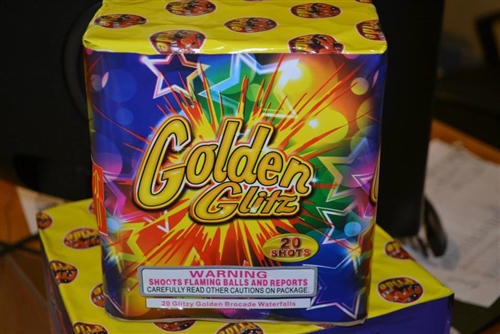 Golden
Glitz
20
SHOTS
WARNING
SHOOTS FLAMING BALLS AND REPORTS
CAREFULLY READ OTHER CAUTIONS ON PACKAGE.
20 Glitzy Golden Brocade Waterfalls